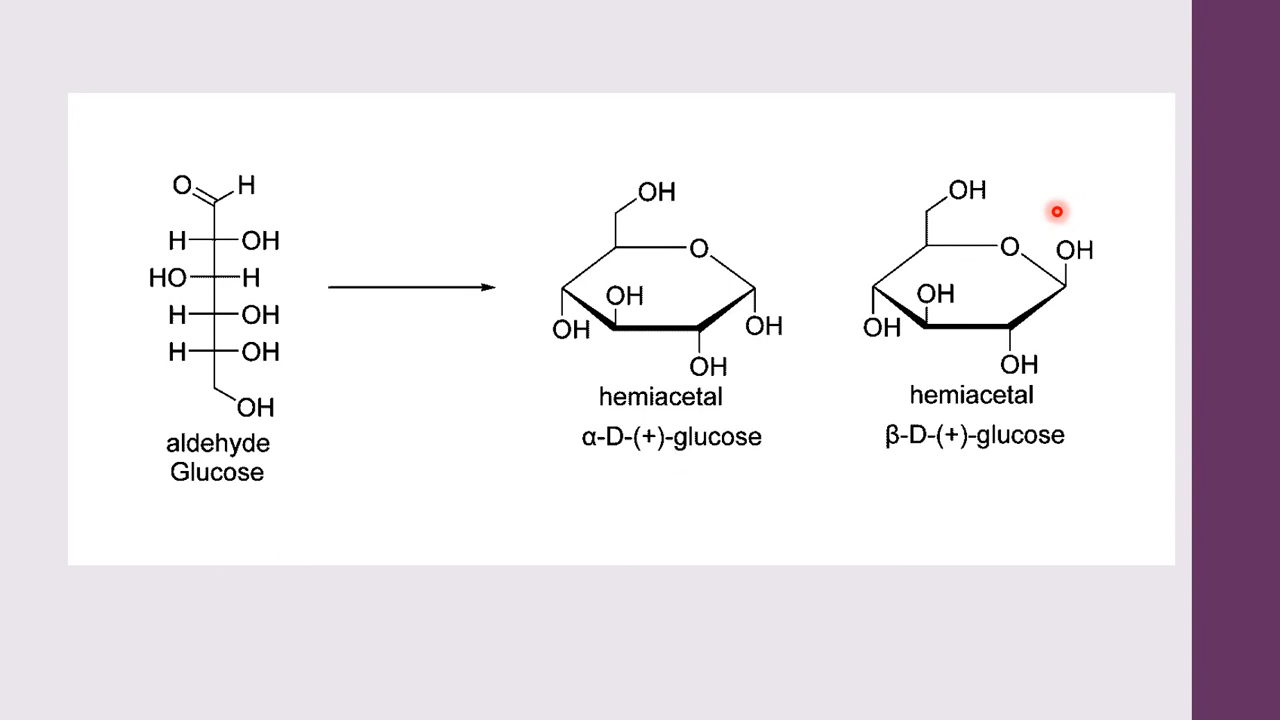 O H
H OH
HO H
H OH
H OH
OH
aldehyde
Glucose
OH
O
OH
OH OH
OH
hemiacetal
α-D-(+)-glucose
OH
O OH
OH
OH
OH
hemiacetal
β-D-(+)-glucose